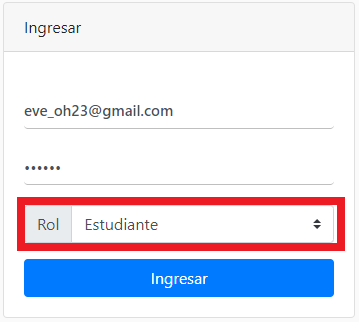 Ingresar
eve_oh23@gmail.com
••••••
Rol Estudiante
Ingresar